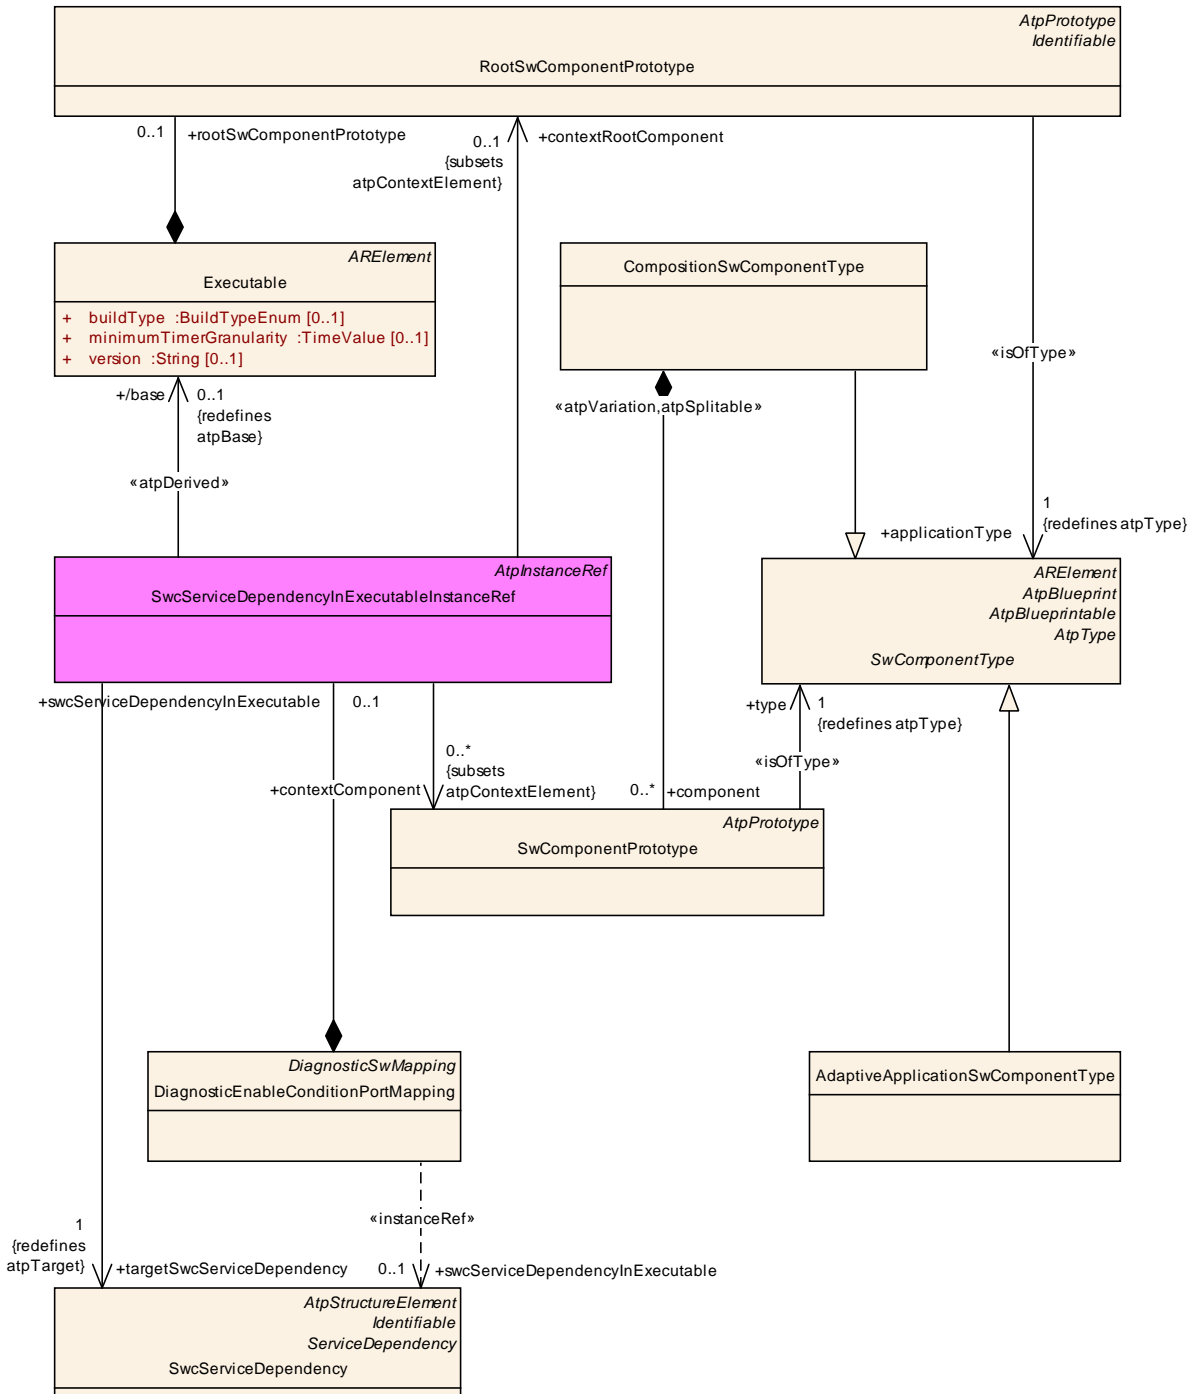 AtpPrototype
Identifiable
RootSwComponentPrototype
0..1
+rootSwComponentPrototype
0..1
{subsets
atpContextElement}
+contextRootComponent
ARElement
Executable
+ buildType :BuildTypeEnum [0..1]
+ minimumTimerGranularity :TimeValue [0..1]
+ version :String [0..1]
CompositionSwComponentType
«isOfType»
+/base
0..1
{redefines
atpBase}
«atpVariation,atpSplitable»
«atpDerived»
+applicationType
1
{redefines atpType}
AtpInstanceRef
SwcServiceDependencyInExecutableInstanceRef
ARElement
AtpBlueprint
AtpBlueprintable
AtpType
SwComponentType
+swcServiceDependencyInExecutable
0..1
+type
1
{redefines atpType}
0..*
{subsets
atpContextElement}
+contextComponent
«isOfType»
0..*
+component
AtpPrototype
SwComponentPrototype
DiagnosticSwMapping
DiagnosticEnableConditionPortMapping
AdaptiveApplicationSwComponentType
«instanceRef»
1
{redefines
atpTarget}
+targetSwcServiceDependency
0..1
+swcServiceDependencyInExecutable
AtpStructureElement
Identifiable
ServiceDependency
SwcServiceDependency